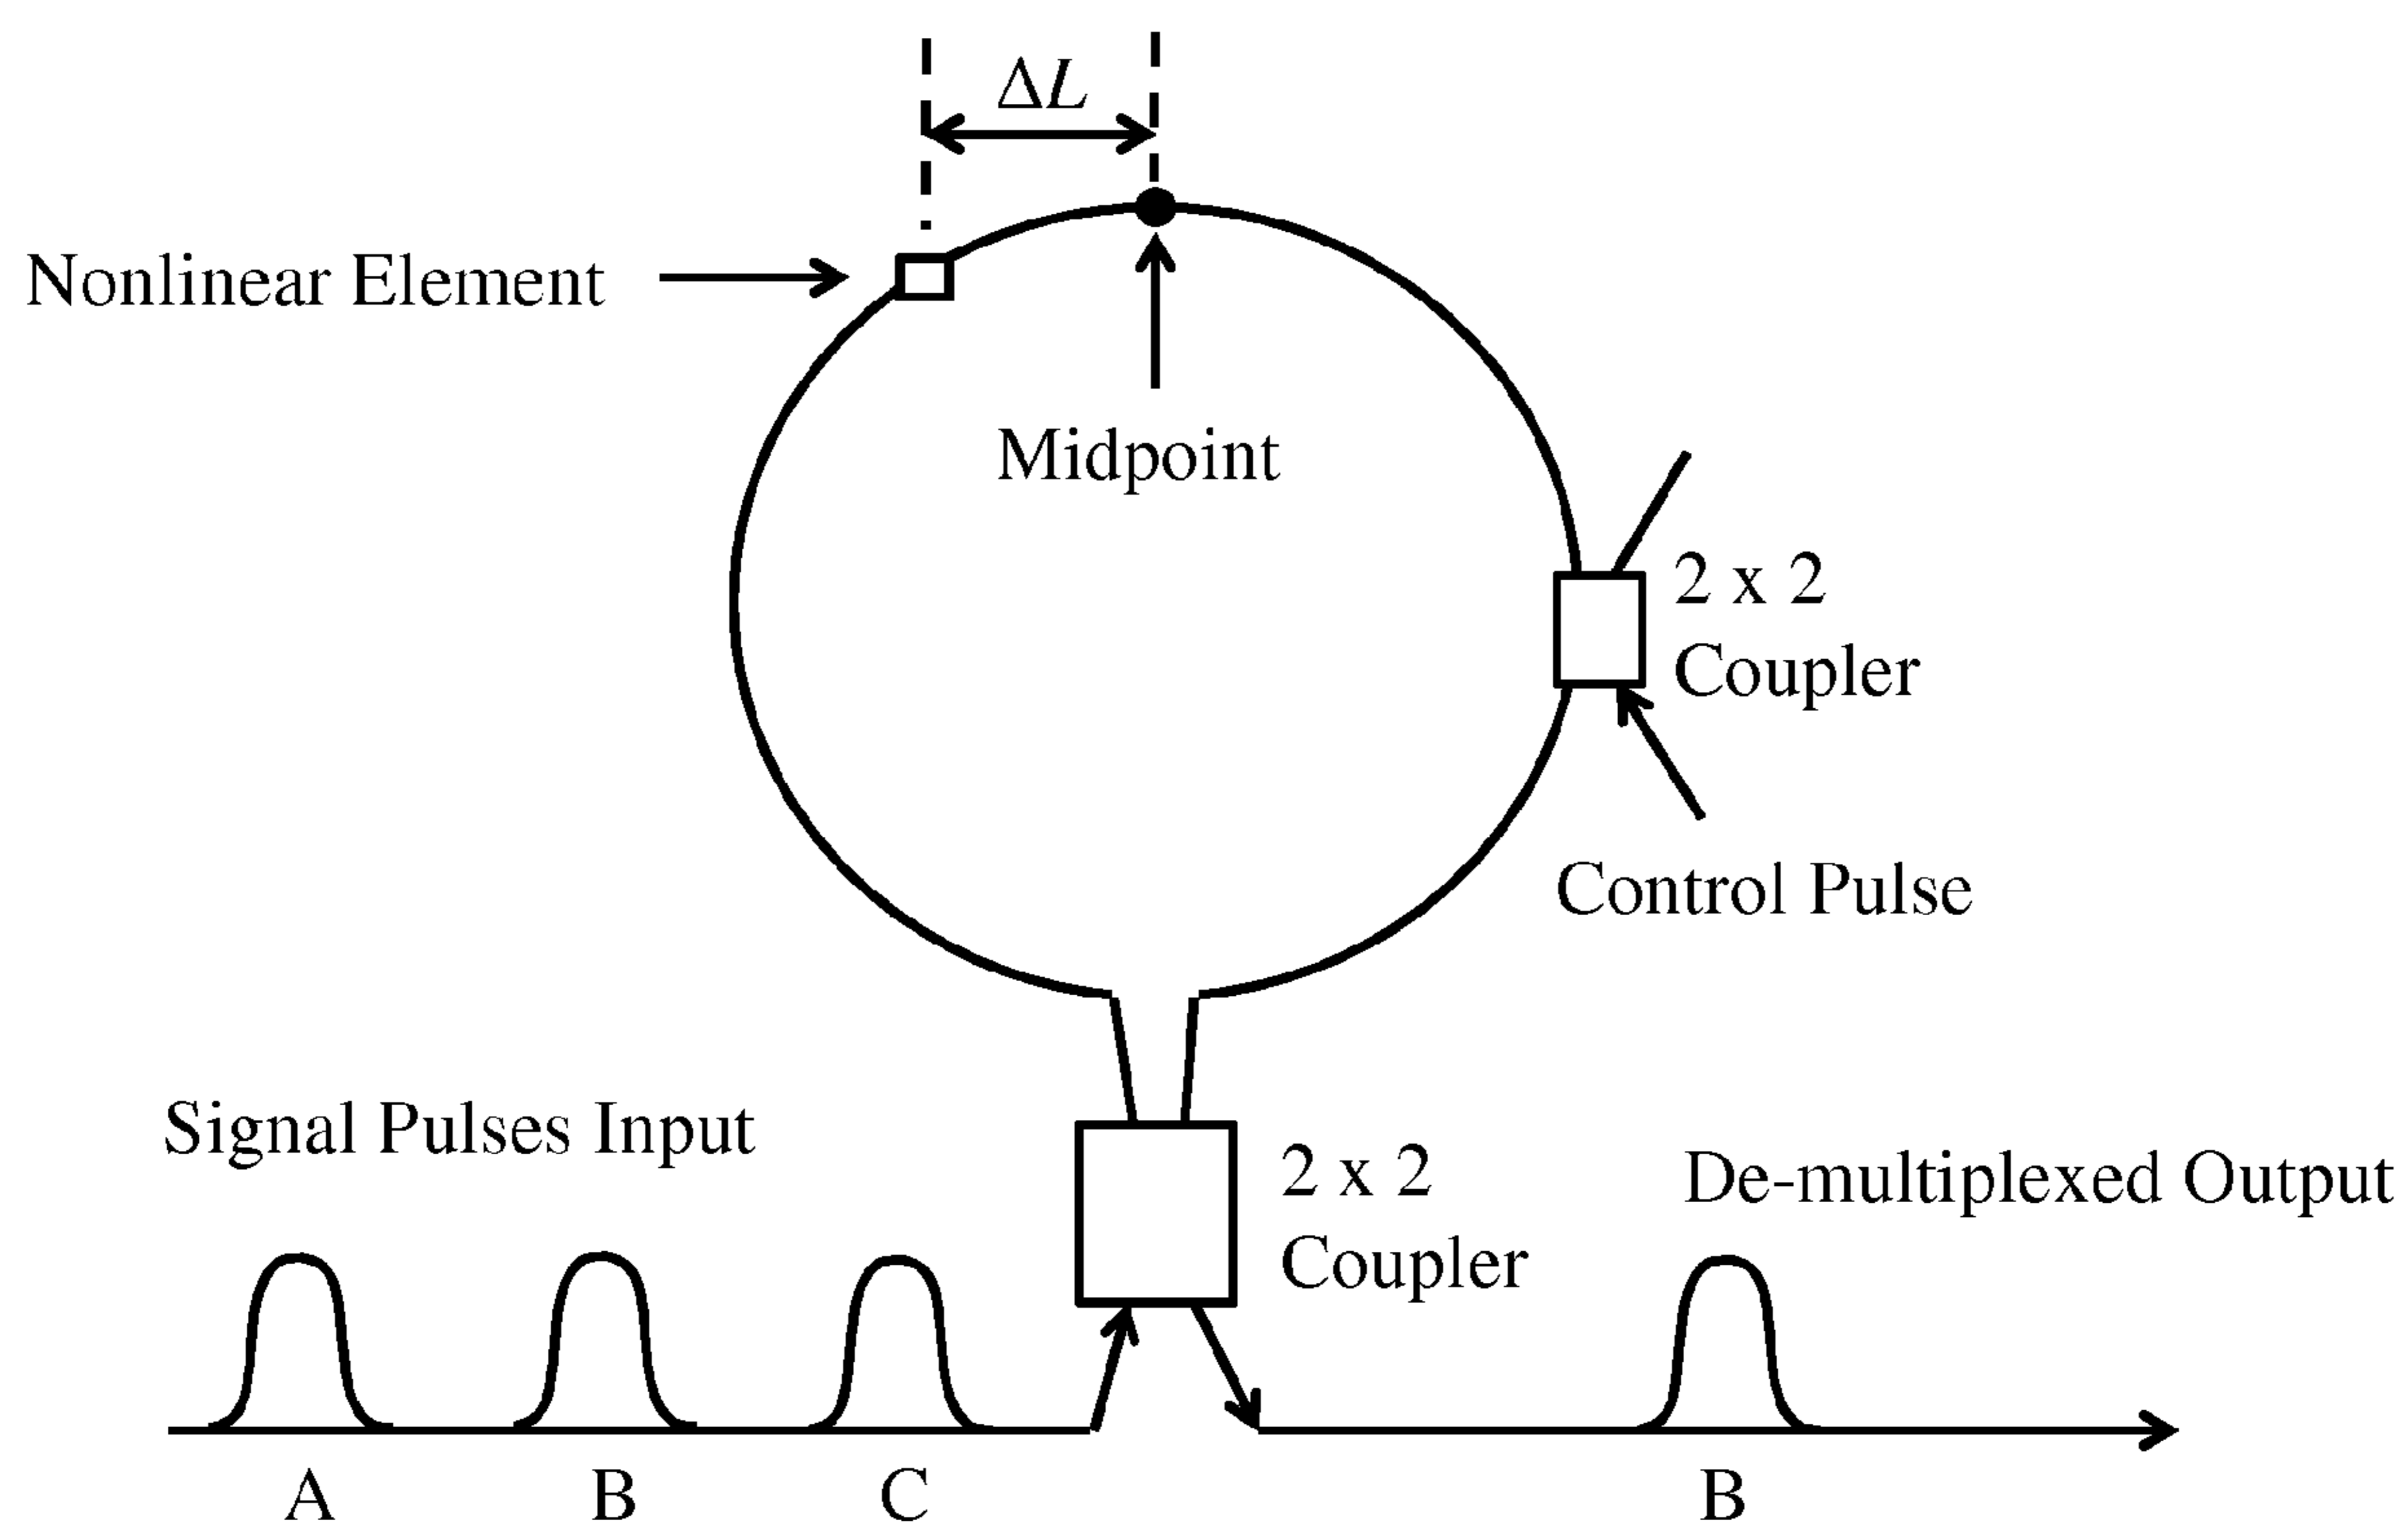 ΔL
Nonlinear Element
Midpoint
2 x 2
Coupler
Control Pulse
Signal Pulses Input
2 x 2
Coupler
De-multiplexed Output
A
B
C
B